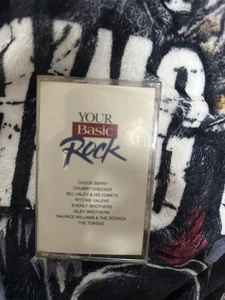 YOUR
Basic
Rock
CHUCK BERRY
CHUBBY CHECKER
BILL HALEY & HIS COMETS
RITCHIE VALENS
EVERLY BROTHERS
ISLEY BROTHERS
MAURICE WILLIAMS & THE ZODIACS
THE TOKENS